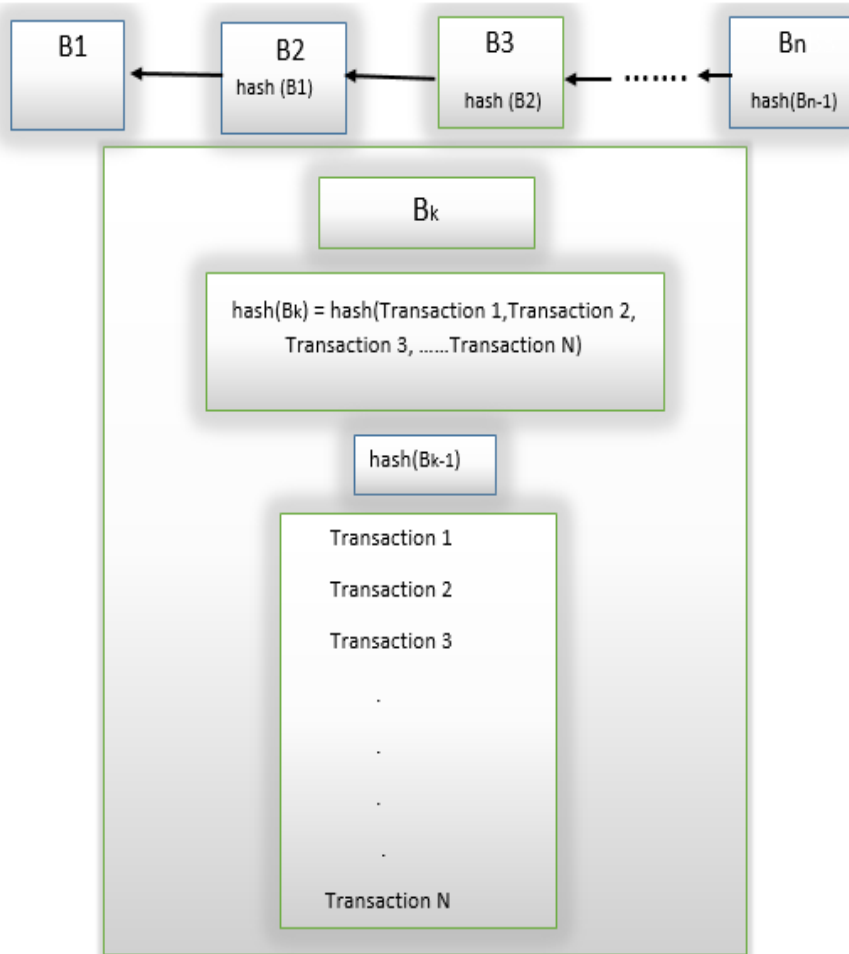 B1
B2
hash (B1)
B3
hash (B2)
.......
Bn
hash(Bn-1)
Bk
hash(Bk) = hash(Transaction 1,Transaction 2,
Transaction 3, ......Transaction N)
hash(Bk-1)
Transaction 1
Transaction 2
Transaction 3
.
.
.
.
Transaction N